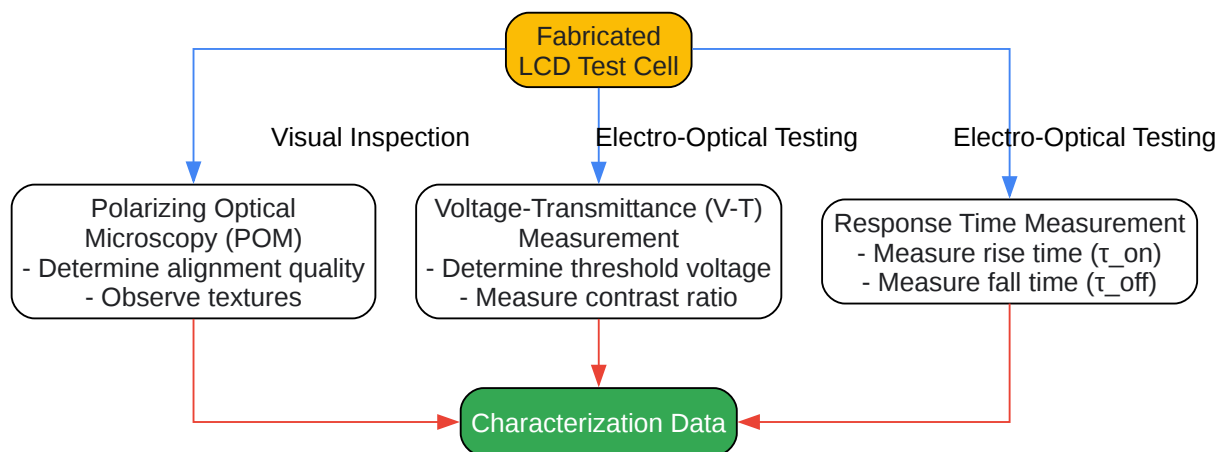 Fabricated
LCD Test Cell
Visual Inspection
Electro-Optical Testing
Electro-Optical Testing
Polarizing Optical
Microscopy (POM)
- Determine alignment quality
- Observe textures
Voltage-Transmittance (V-T)
Measurement
- Determine threshold voltage
- Measure contrast ratio
Response Time Measurement
- Measure rise time (τ_on)
- Measure fall time (τ_off)
Characterization Data